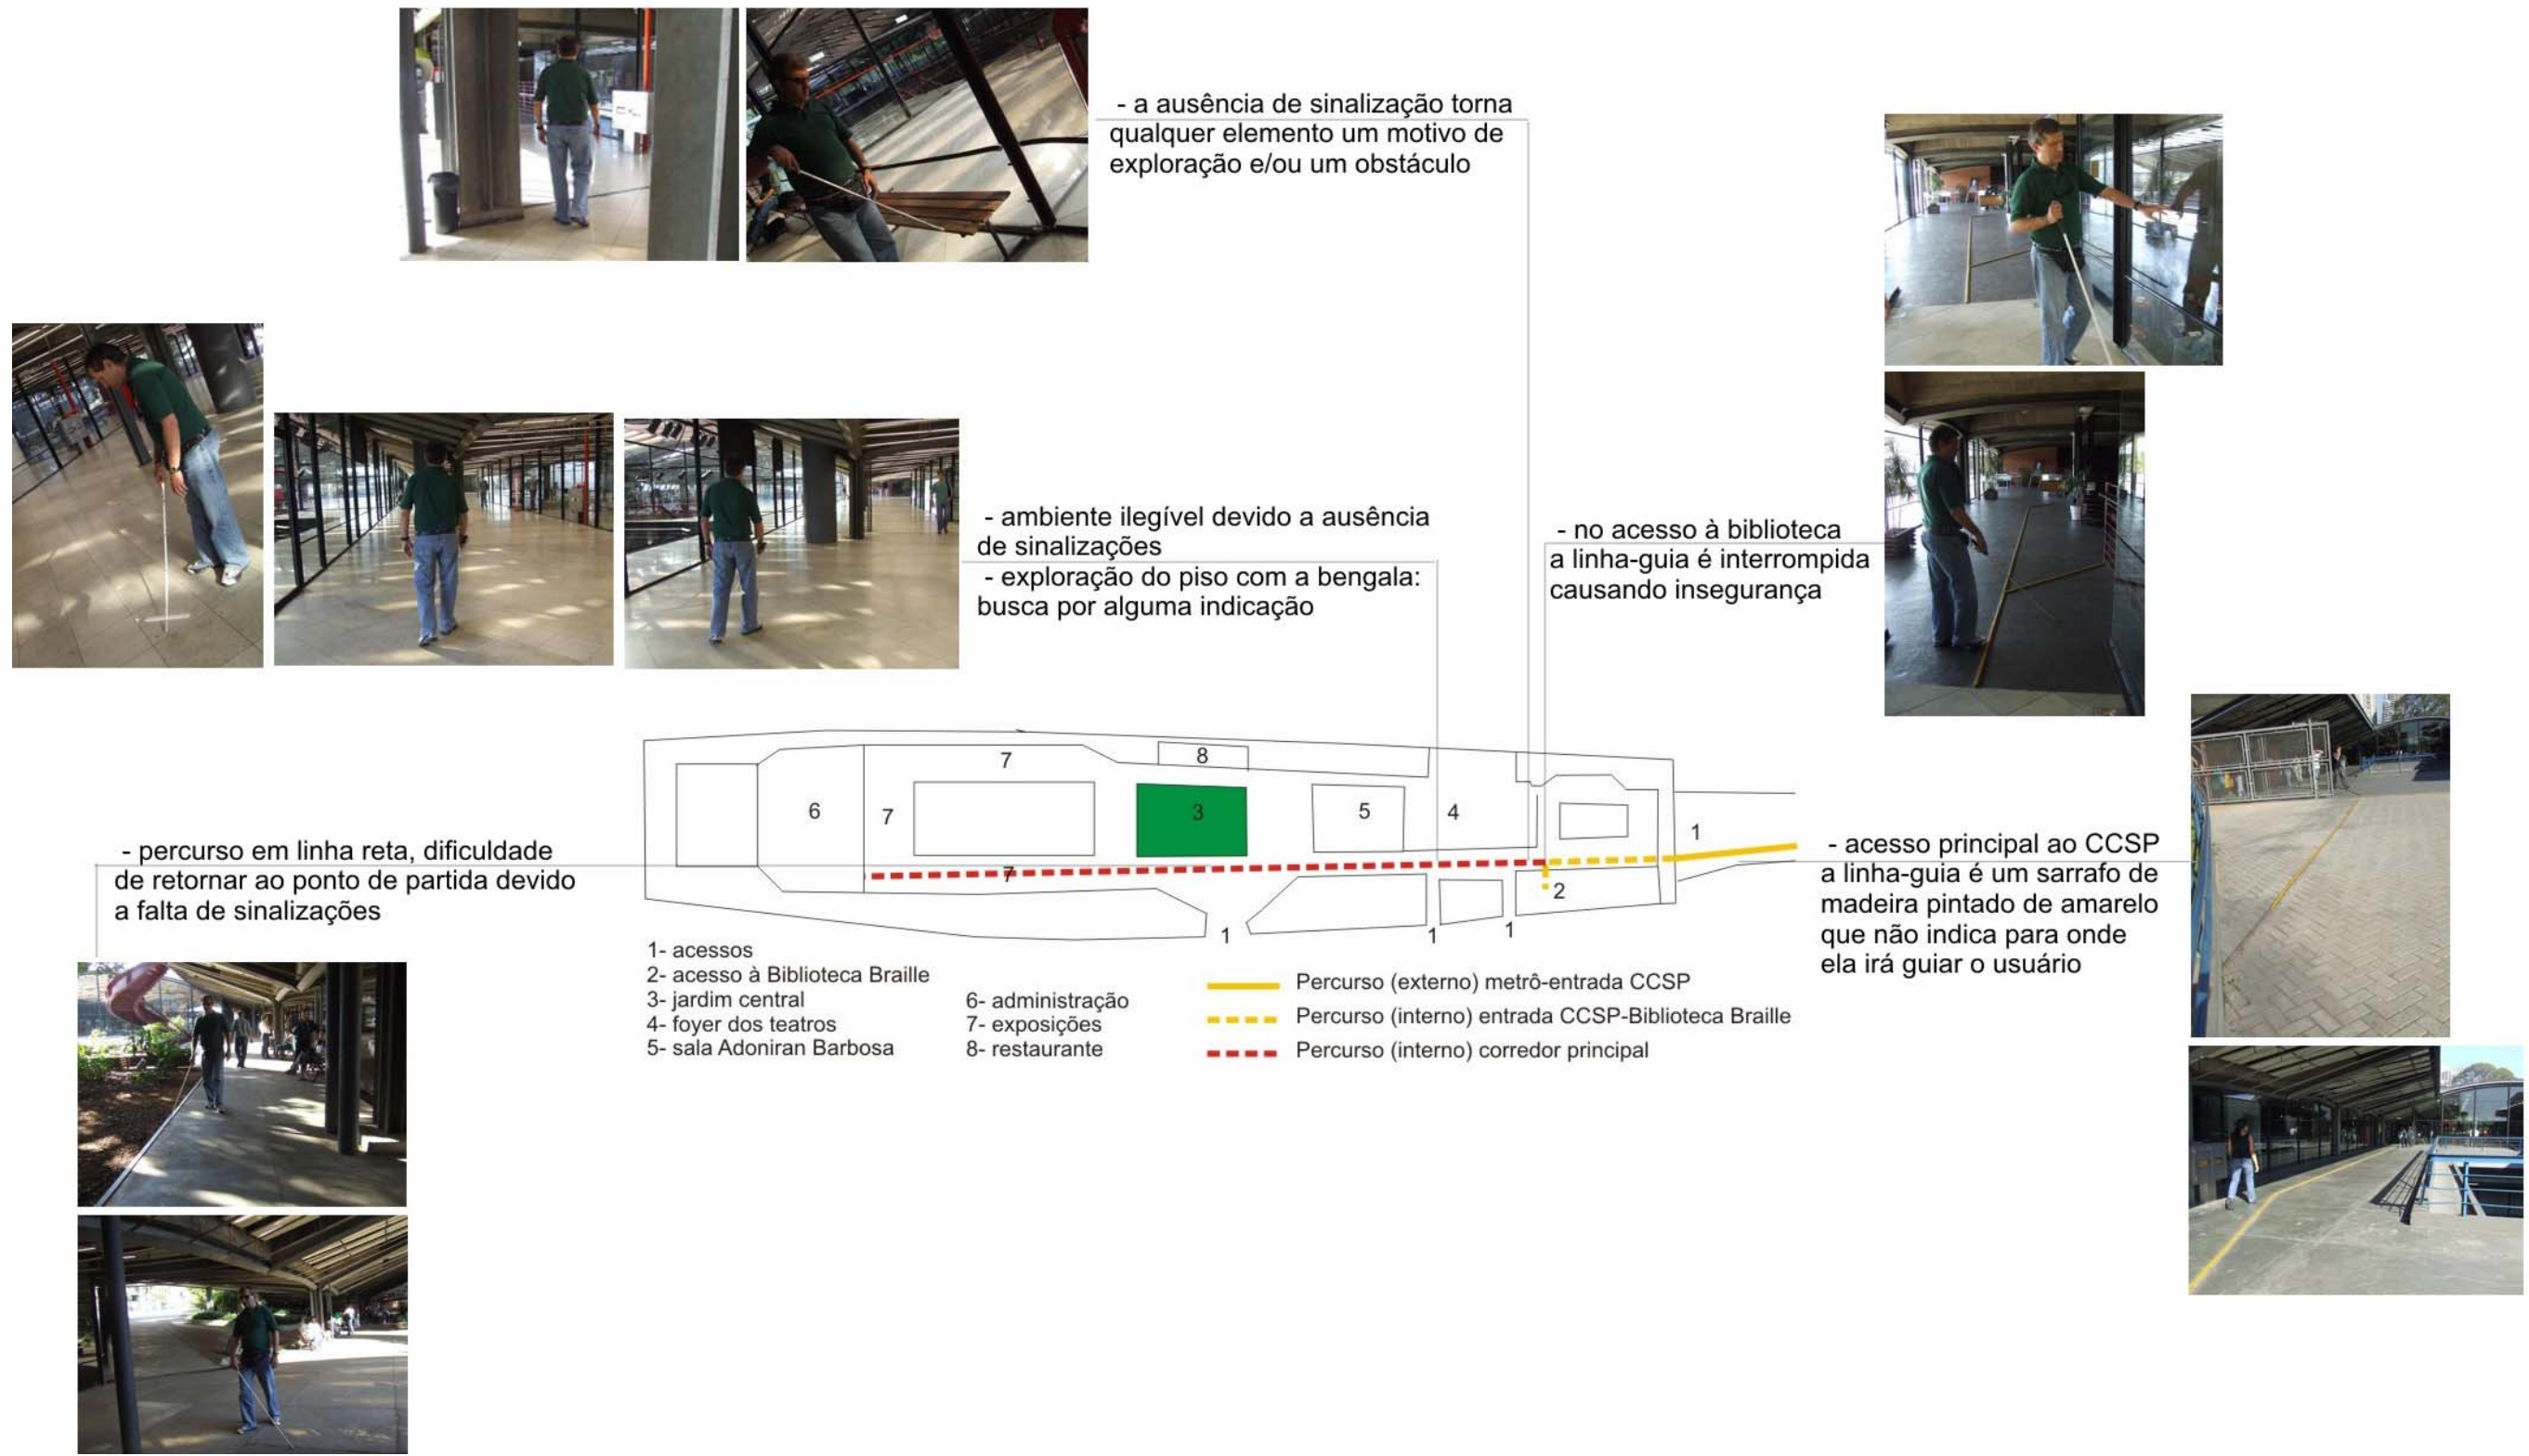 - a ausência de sinalização torna
qualquer elemento um motivo de
exploração e/ou um obstáculo
- ambiente ilegível devido a ausência
de sinalizações
- exploração do piso com a bengala:
busca por alguma indicação
- no acesso à biblioteca
a linha-guia é interrompida
causando insegurança
- percurso em linha reta, dificuldade
de retornar ao ponto de partida devido
a falta de sinalizações
7
8
6
7
3
5
4
1
7
2
1
1
1
- acesso principal ao CCSP
a linha-guia é um sarrafo de
madeira pintado de amarelo
que não indica para onde
ela irá guiar o usuário
1- acessos
2- acesso à Biblioteca Braille
3- jardim central
4- foyer dos teatros
5- sala Adoniran Barbosa
6- administração
7- exposições
8- restaurante
Percurso (externo) metrô-entrada CCSP
Percurso (interno) entrada CCSP-Biblioteca Braille
Percurso (interno) corredor principal